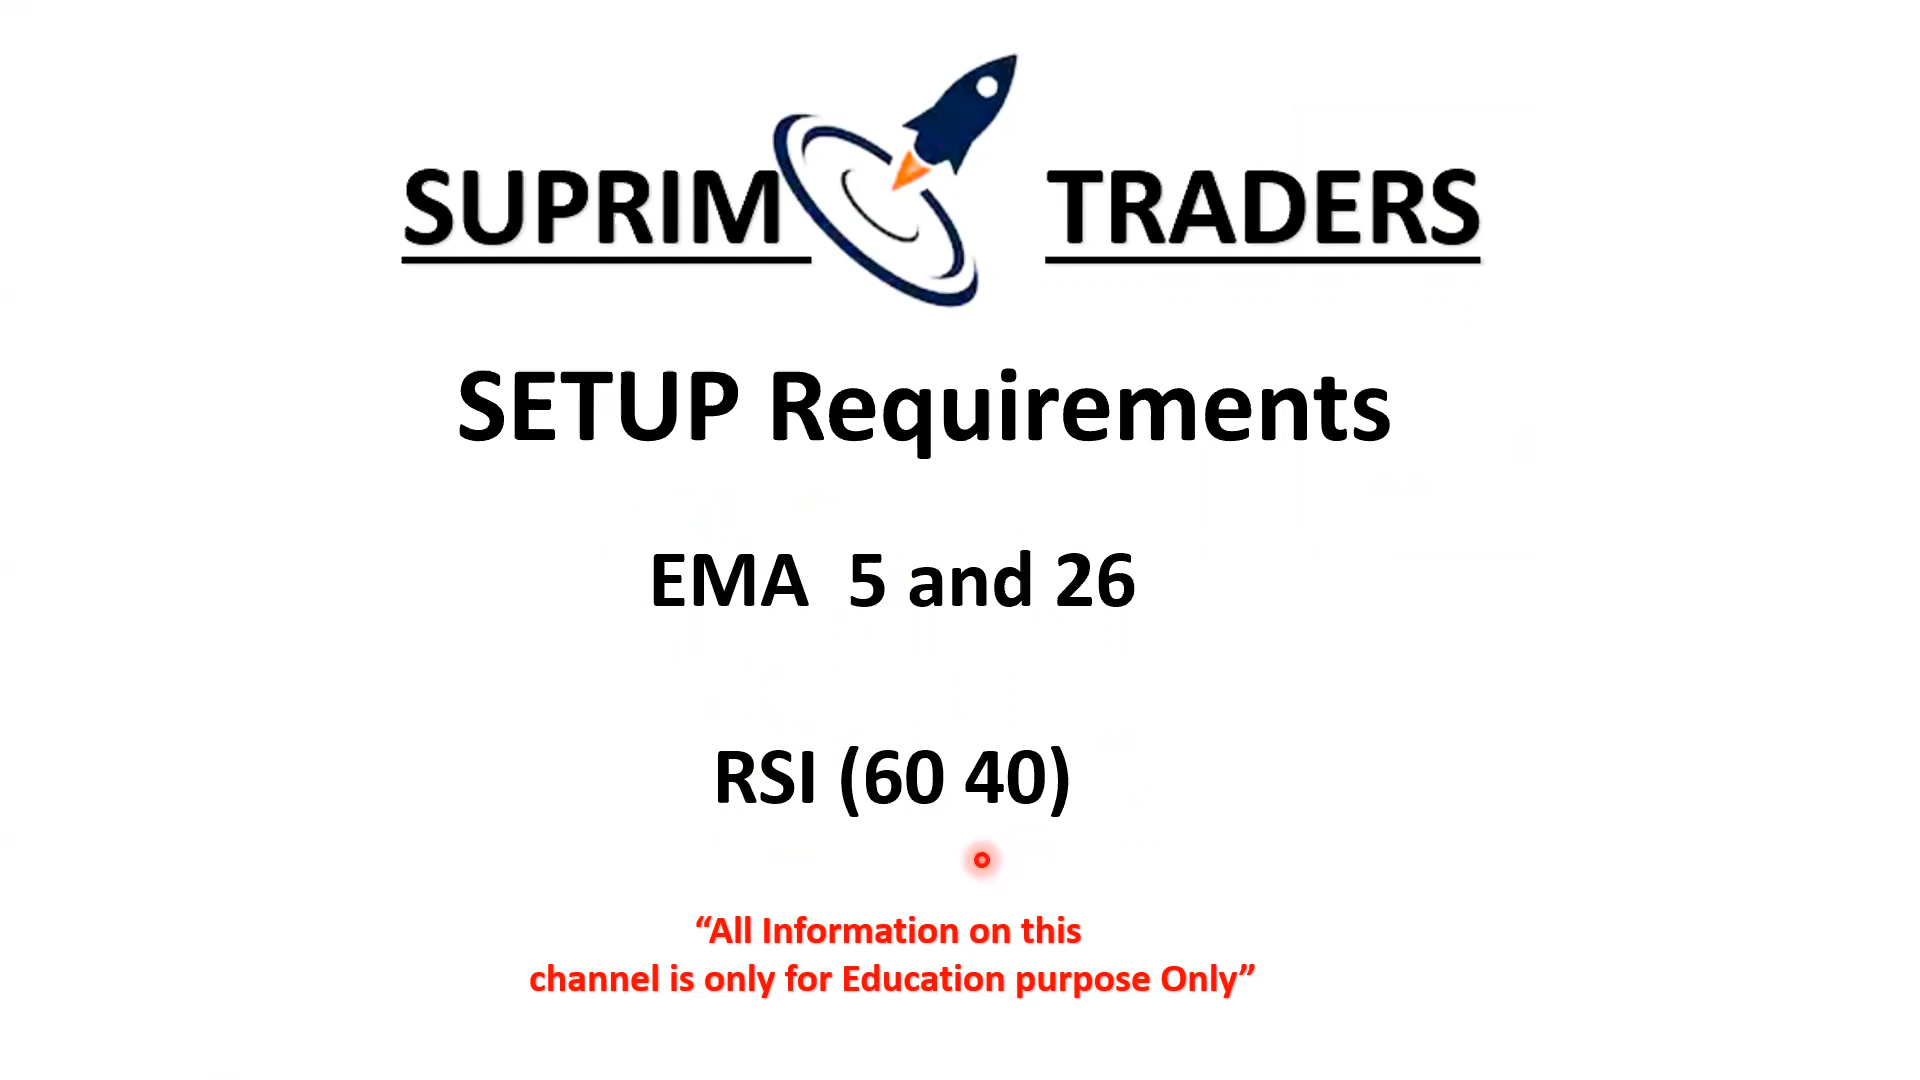 SUPRIM TRADERS
SETUP Requirements
EMA 5 and 26
RSI (60 40)
“All Information on this
channel is only for Education purpose Only”